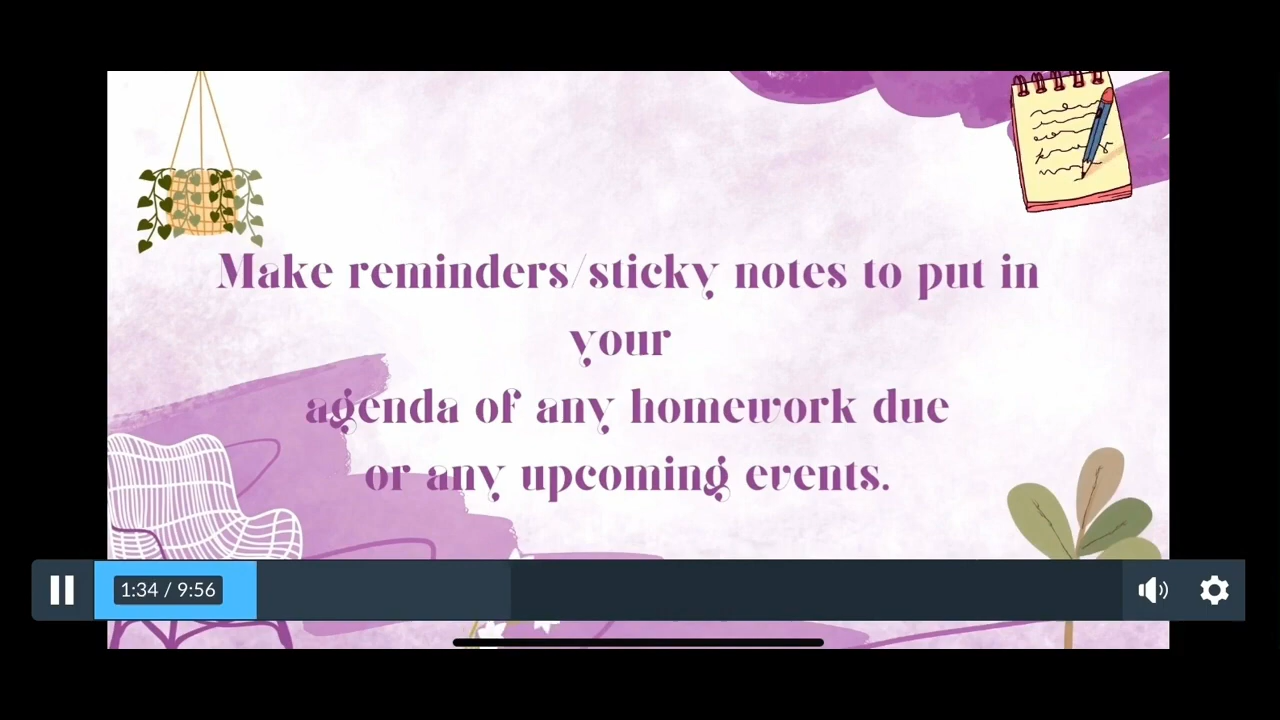 Make reminders/sticky notes to put in
your
agenda of any homework due
or any upcoming events.
1:34 / 9:56